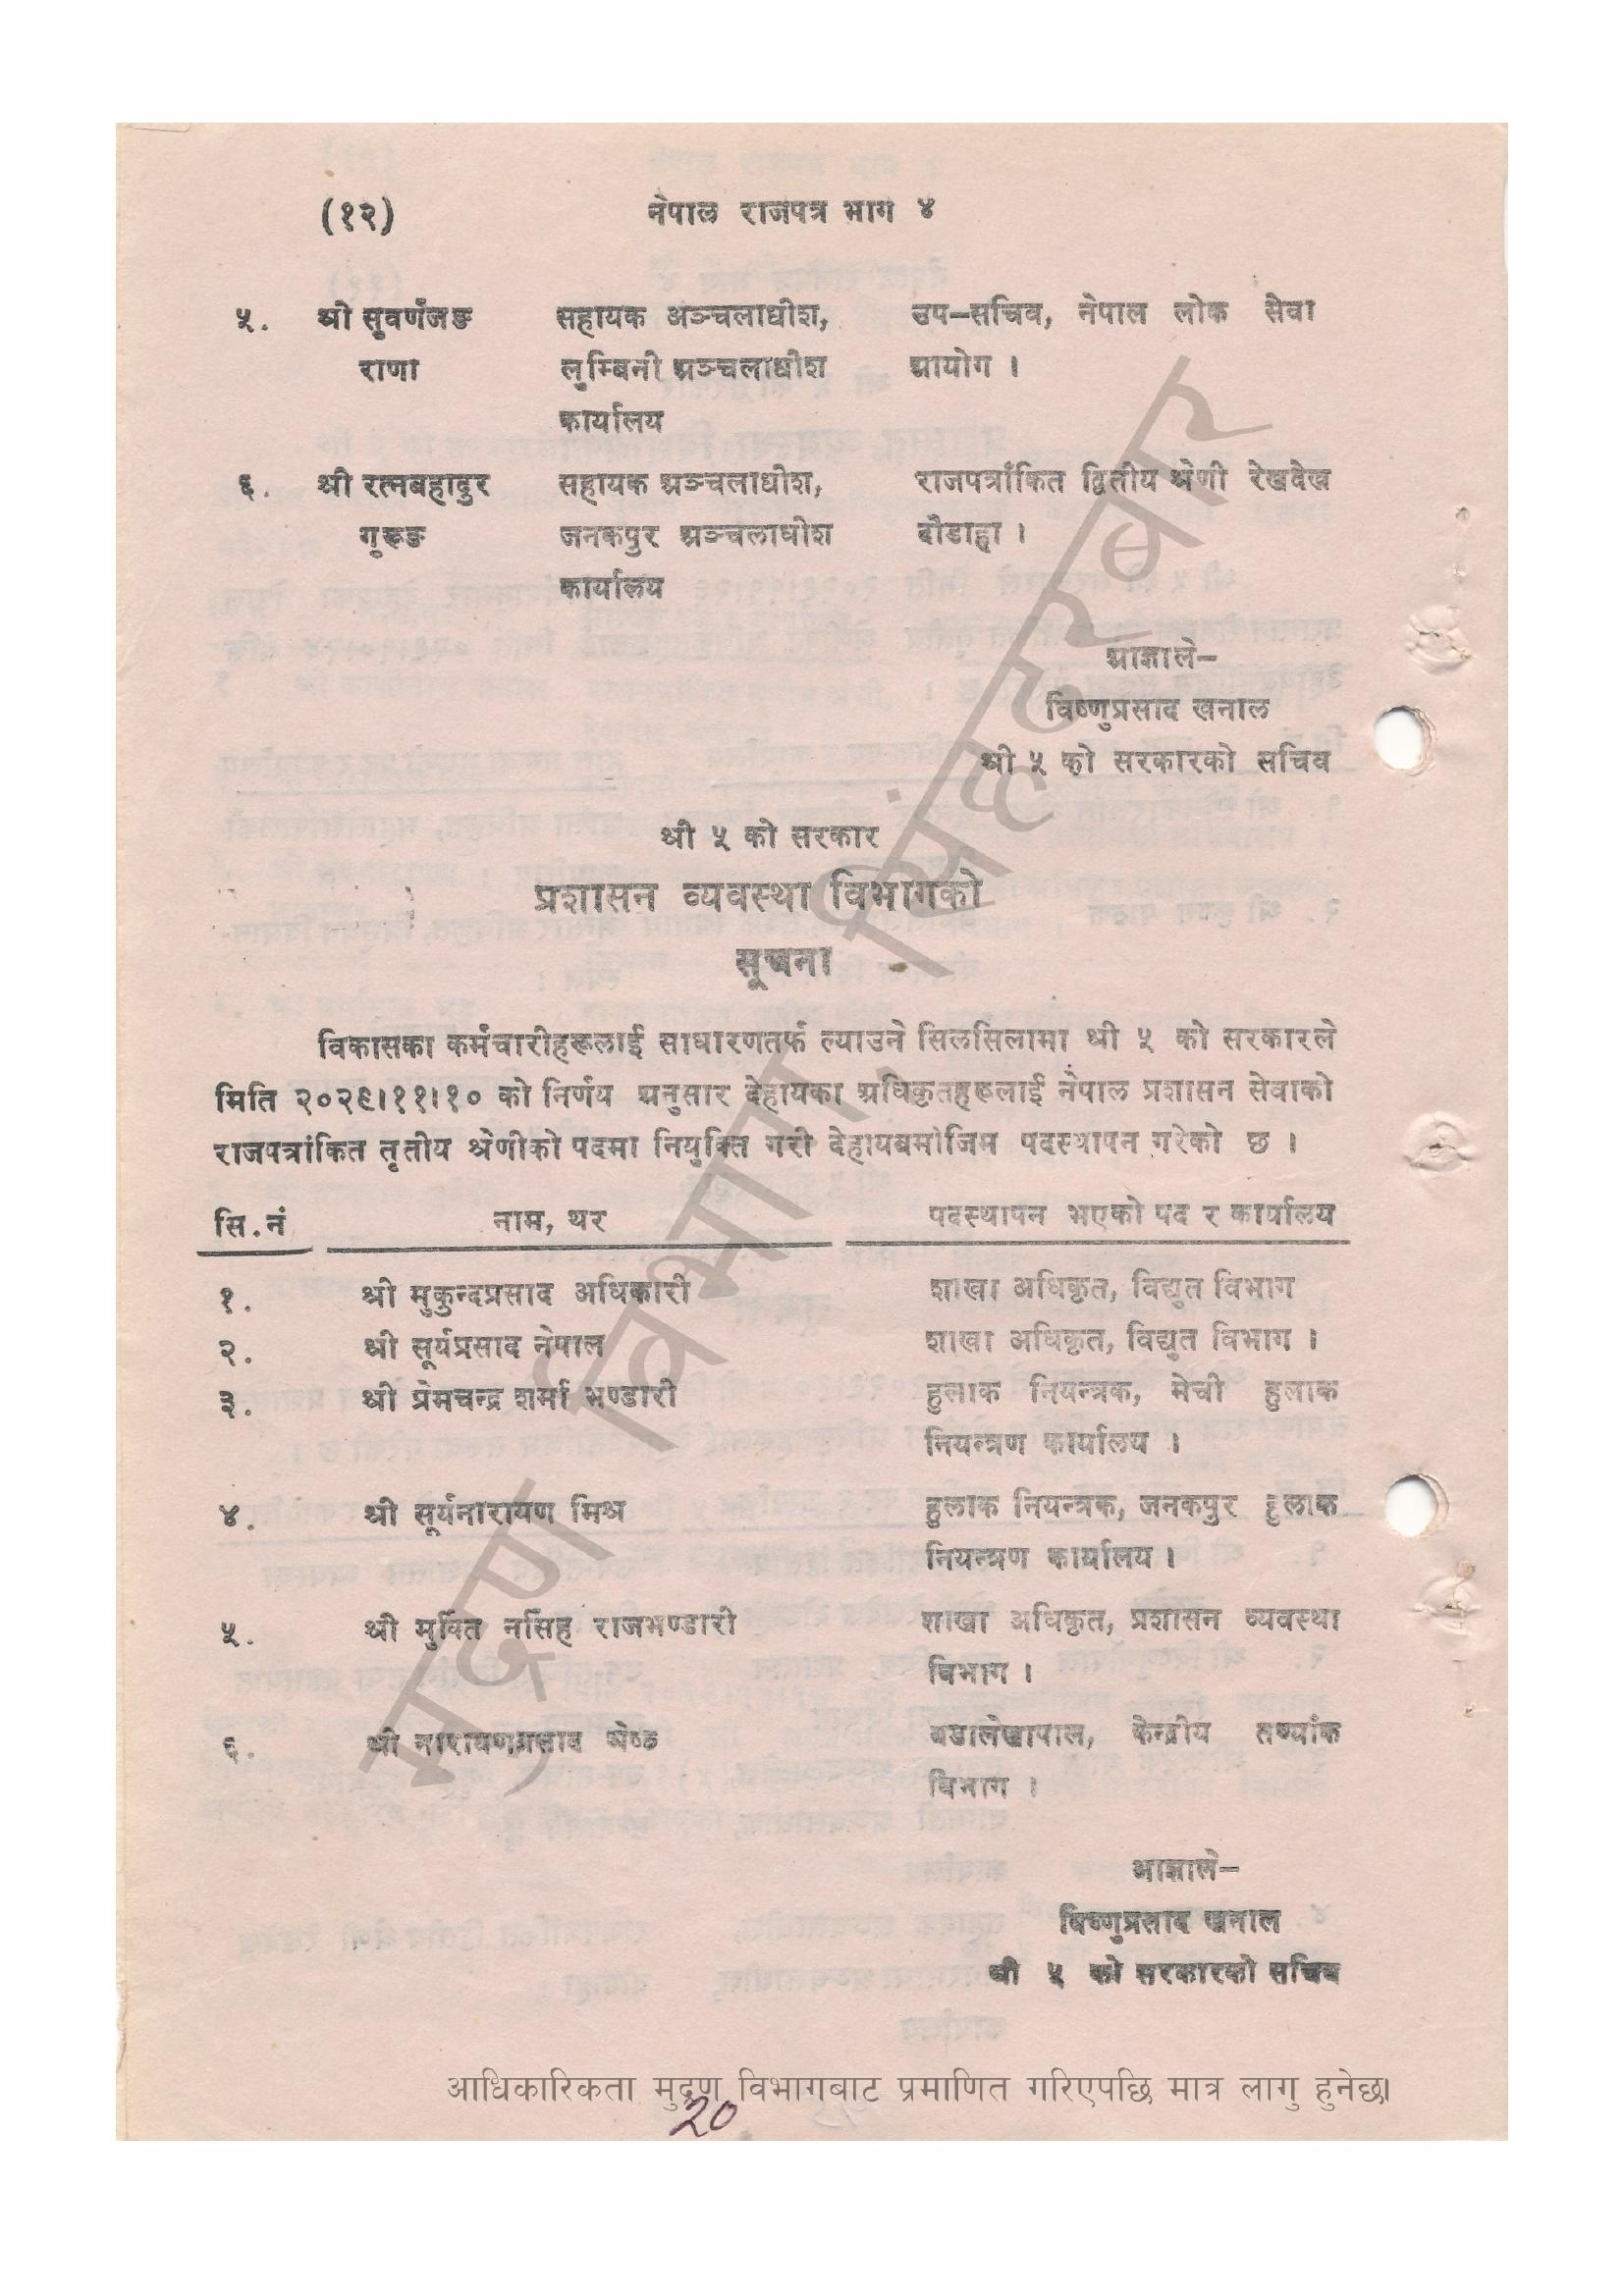 (१२) नेपाल राजपत्र भाग ४
५. श्री सूवर्णजङ सहायक अञ्चलाधीश, उप-सचिव, नेपाल लोक सेवा
राणा लुम्बिनी अञ्चलाधीश आयोग ।
कार्यालय
६. श्री रत्नबहादुर सहायक अञ्चलाधीश, राजपत्रांकित द्वितीय श्रेणी रेखदेख
गुरूङ जनकपुर अञ्चलाधीश दौडाहा ।
कार्यालय
आज्ञाले-
विष्णुप्रसाद खनाल
श्री ५ को सरकारको सचिव
श्री ५ को सरकार
प्रशासन व्यवस्था विभागको
सूचना
विकासका कर्मचारीहरूलाई साधारणतर्फ ल्याउने सिलसिलामा श्री ५ को सरकारले
मिति २०२९।११।१० को निर्णय अनुसार देहायका अधिकृतहरूलाई नेपाल प्रशासन सेवाको
राजपत्रांकित तृतीय श्रेणीको पदमा नियुक्ति गरी देहायबमोजिम पदस्थापन गरेको छ ।
सि.नं नाम, थर पदस्थापन भएको पद र कार्यालय
१. श्री मुकुन्दप्रसाद अधिकारी शाखा अधिकृत, विद्युत विभाग
२. श्री सूर्यप्रसाद नेपाल शाखा अधिकृत, विद्युत विभाग ।
३. श्री प्रेमचन्द्र शर्मा भण्डारी हुलाक नियन्त्रक, मेची हुलाक
नियन्त्रण कार्यालय ।
४. श्री सूर्यनारायण मिश्र हुलाक नियन्त्रक, जनकपुर हुलाक
नियन्त्रण कार्यालय ।
५. श्री मुक्ति नर्सिह राजभण्डारी शाखा अधिकृत, प्रशासन व्यवस्था
विभाग ।
६. श्री नारायणप्रसाद श्रेष्ठ बडालेखापाल, केन्द्रीय तथ्यांक
विभाग ।
आज्ञाले-
विष्णुप्रसाद खनाल
श्री ५ को सरकारको सचिव
मुद्रण विभाग, सिंहदरबार
आधिकारिकता मुद्रण विभागबाट प्रमाणित गरिएपछि मात्र लागु हुनेछ।
२०